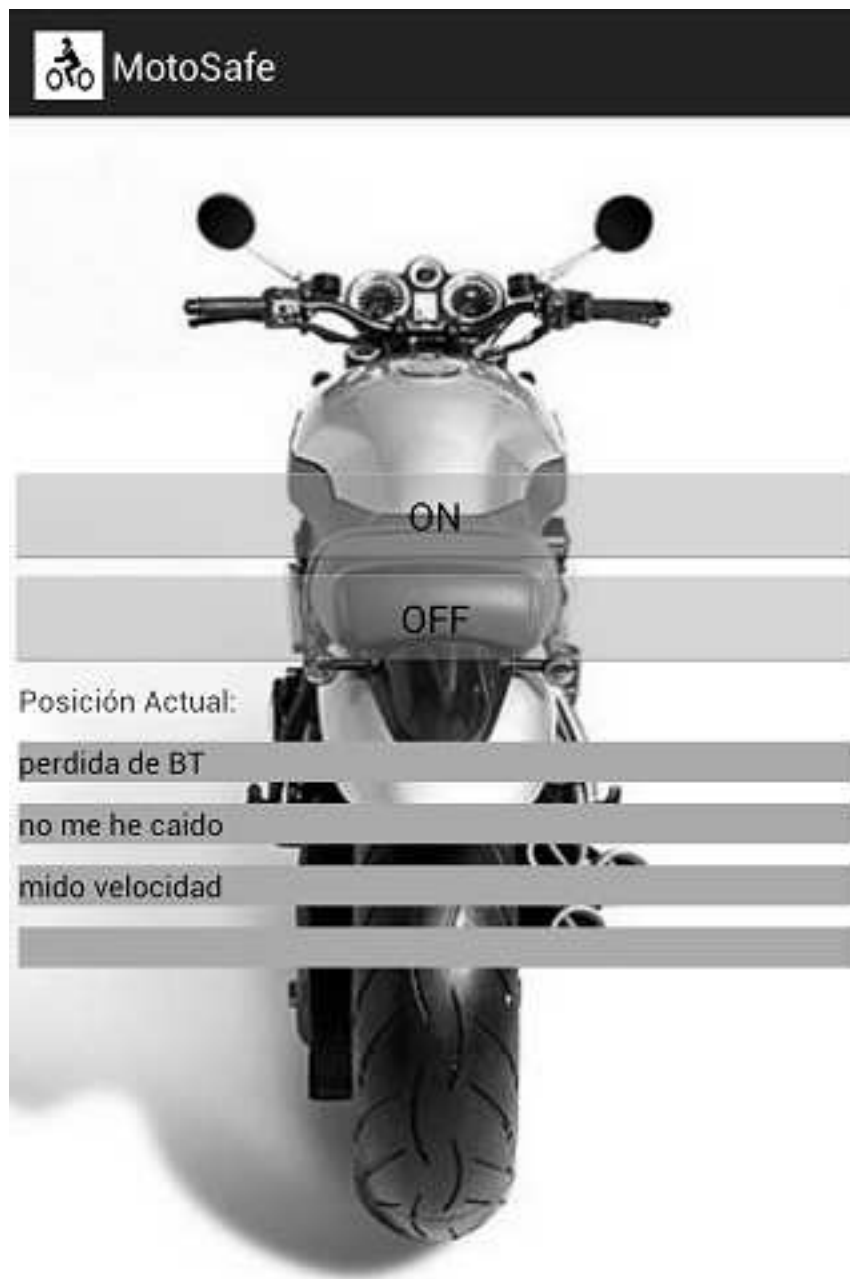 MotoSafe
ON
OFF
Posición Actual:
perdida de BT
no me he caido
mido velocidad